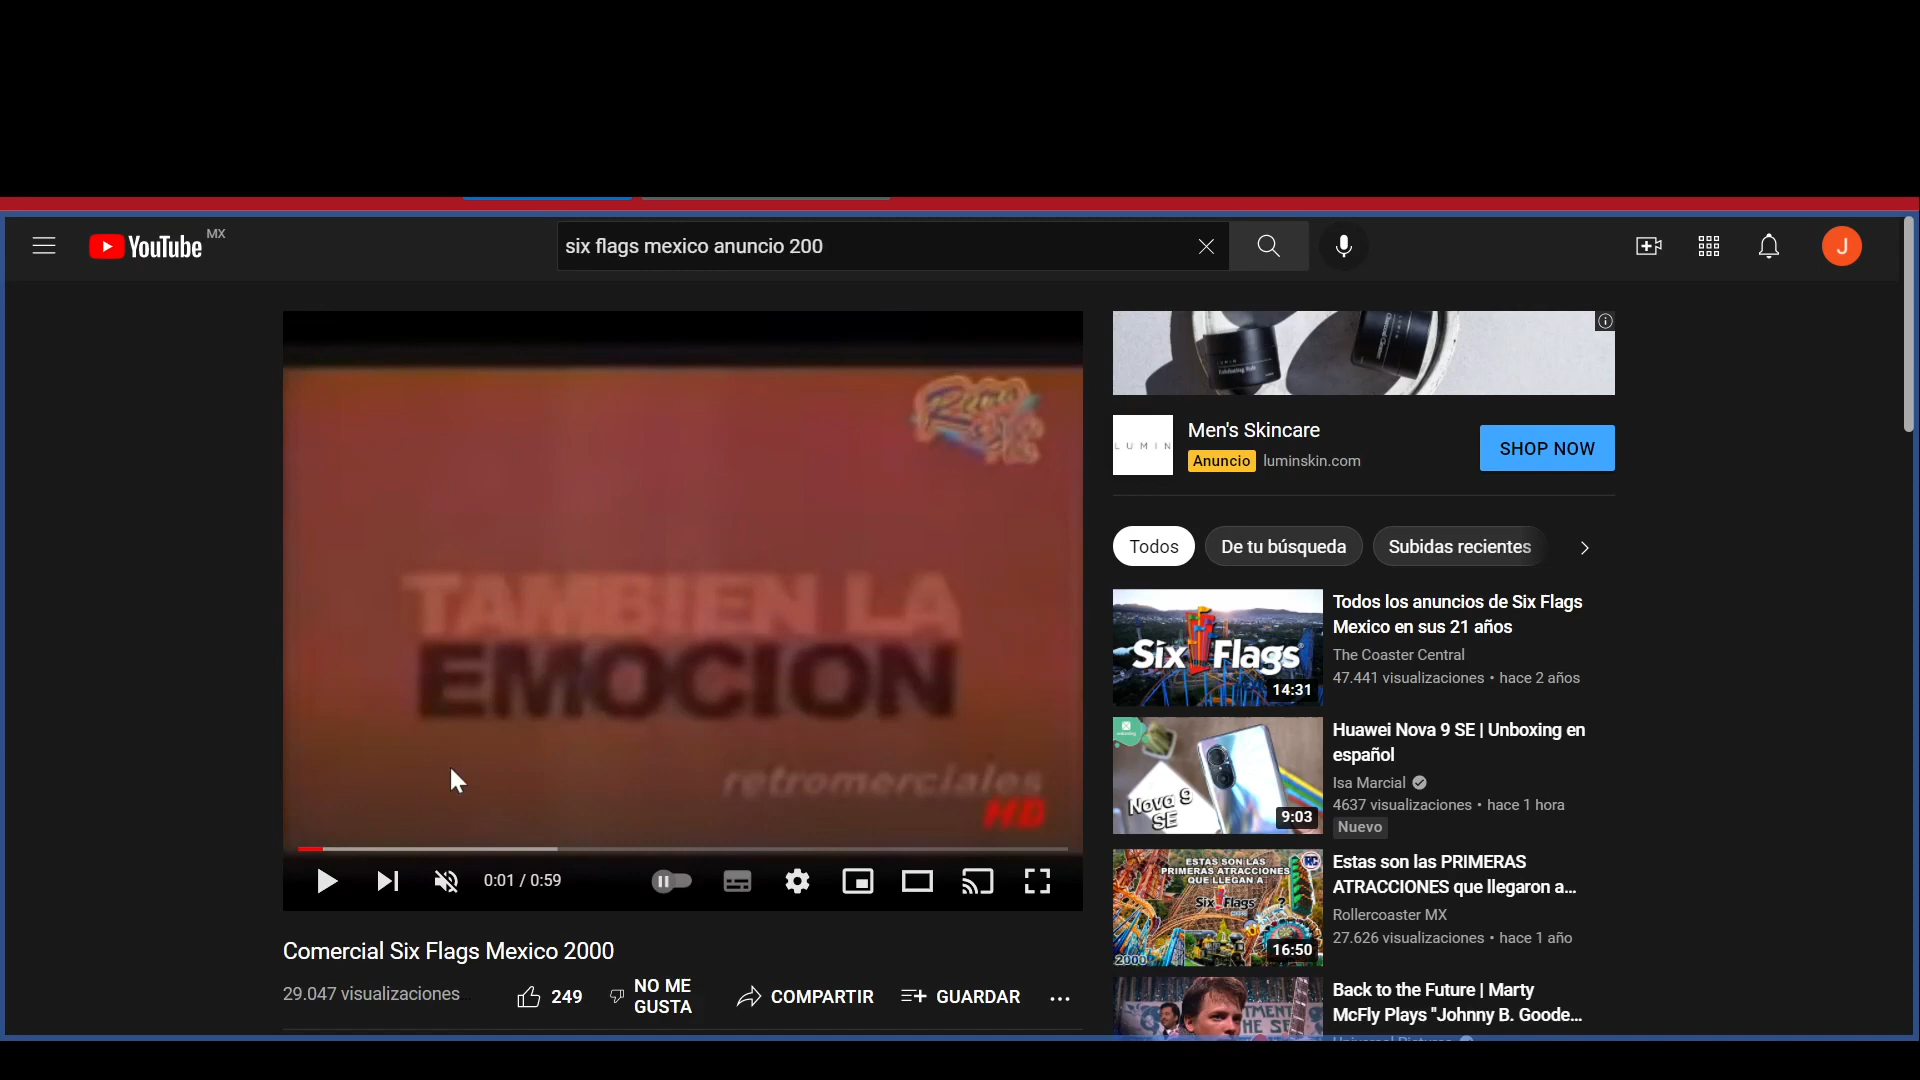 YouTube MX
six flags mexico anuncio 200
J
TAMBIEN LA
EMOCION
retromerciales
HD
0:01 / 0:59
Comercial Six Flags Mexico 2000
29.047 visualizaciones
249
NO ME
GUSTA
COMPARTIR
GUARDAR
LUMIN
Men's Skincare
Anuncio luminskin.com
SHOP NOW
Todos
De tu búsqueda
Subidas recientes
Six Flags
14:31
Todos los anuncios de Six Flags
Mexico en sus 21 años
The Coaster Central
47.441 visualizaciones • hace 2 años
Nova 9
SE
9:03
Huawei Nova 9 SE | Unboxing en
español
Isa Marcial
4637 visualizaciones • hace 1 hora
Nuevo
ESTAS SON LAS
PRIMERAS ATRACCIONES
QUE LLEGAN A
Six Flags
?
2000
16:50
Estas son las PRIMERAS
ATRACCIONES que llegaron a...
Rollercoaster MX
27.626 visualizaciones • hace 1 año
Back to the Future | Marty
McFly Plays "Johnny B. Goode...